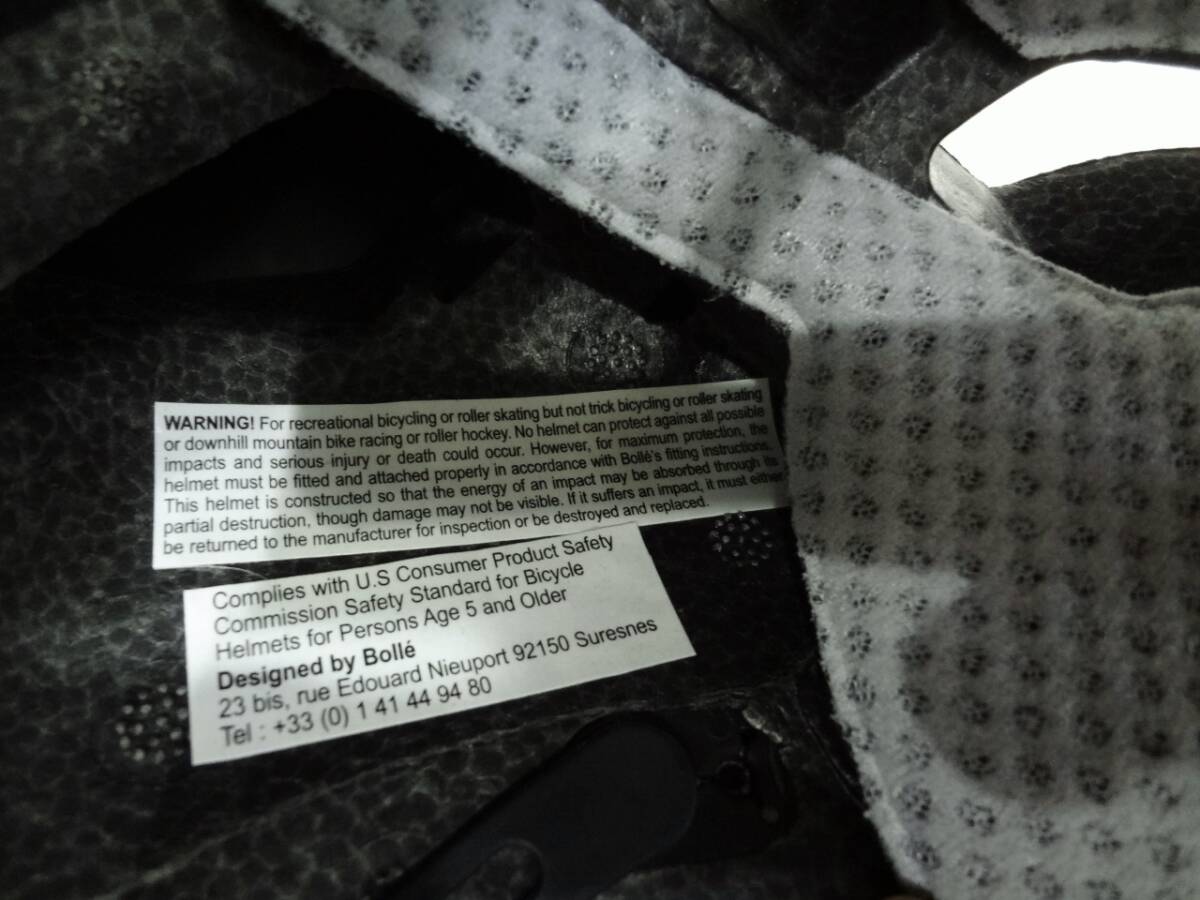 WARNING! For recreational bicycling or roller skating but not trick bicycling or roller skating
or downhill mountain bike racing or roller hockey. No helmet can protect against all possible
impacts and serious injury or death could occur. However, for maximum protection, the
helmet must be fitted and attached properly in accordance with Bollé's fitting instructions.
This helmet is constructed so that the energy of an impact may be absorbed through its
partial destruction, though damage may not be visible. If it suffers an impact, it must either
be returned to the manufacturer for inspection or be destroyed and replaced.
Complies with U.S Consumer Product Safety
Commission Safety Standard for Bicycle
Helmets for Persons Age 5 and Older
Designed by Bollé
23 bis, rue Edouard Nieuport 92150 Suresnes
Tel : +33 (0) 1 41 44 94 80